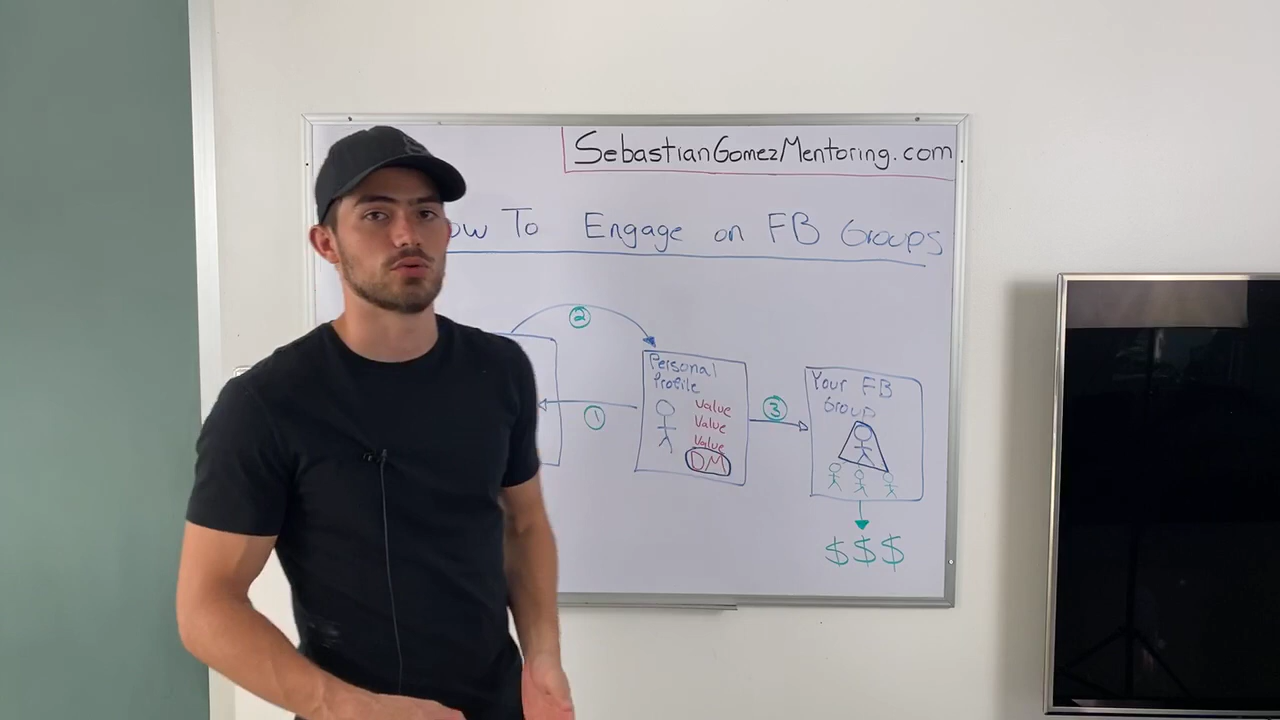 SebastianGomezMentoring.com
ow To Engage on FB Groups
②
Personal
Profile
value
Value
Value
DM
①
③
Your FB
Group
$$$